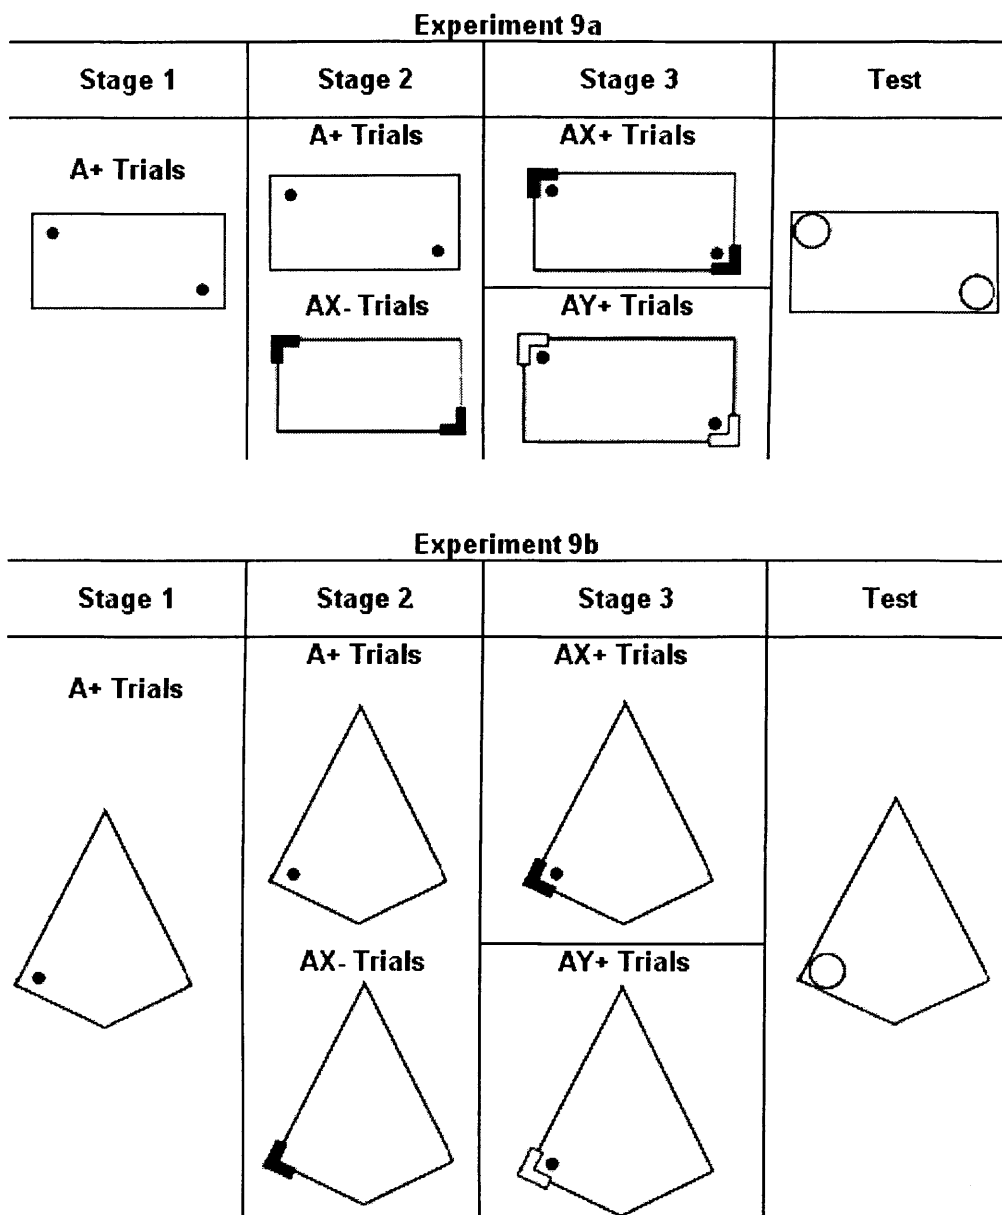 Experiment 9a
Stage 1 Stage 2 Stage 3 Test
A+ Trials A+ Trials AX+ Trials
AX- Trials AY+ Trials
Experiment 9b
Stage 1 Stage 2 Stage 3 Test
A+ Trials A+ Trials AX+ Trials
AX- Trials AY+ Trials